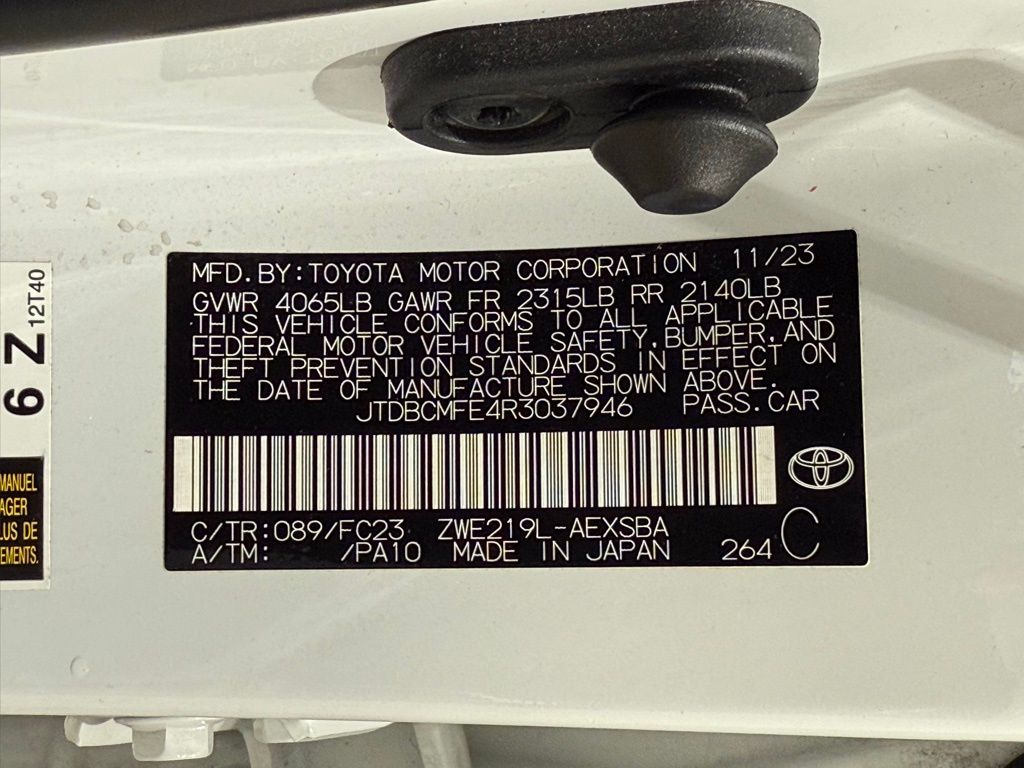 MFD.BY:TOYOTA MOTOR CORPORATION 11/23
GVWR 4065LB GAWR FR 2315LB RR 2140LB
THIS VEHICLE CONFORMS TO ALL APPLICABLE
FEDERAL MOTOR VEHICLE SAFETY,BUMPER,AND
THEFT PREVENTION STANDARDS IN EFFECT ON
THE DATE OF MANUFACTURE SHOWN ABOVE.
JTDBCMFE4R3037946 PASS.CAR
C/TR:089/FC23 ZWE219L-AEXSBA
A/TM: /PA10 MADE IN JAPAN 264 C
6 Z 12T40
MANUEL
AGER
LUS DE
EMENTS.